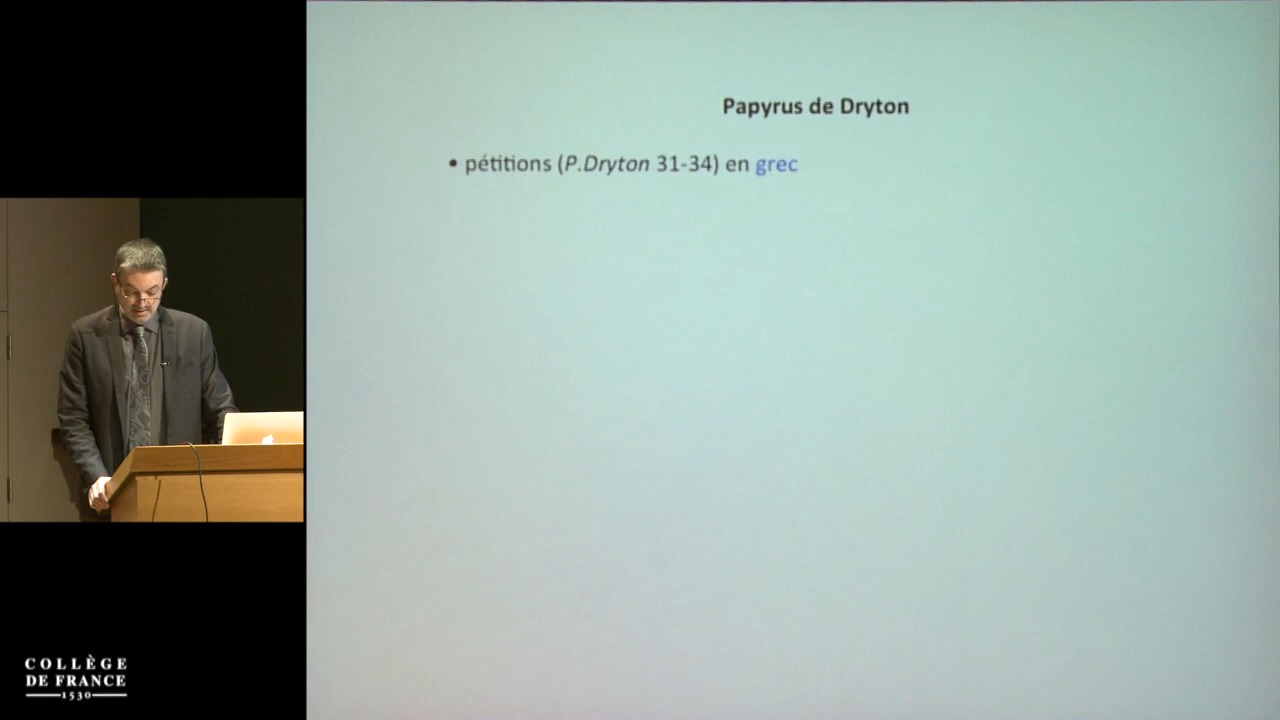 Papyrus de Dryton
• pétitions (P.Dryton 31-34) en grec
COLLÈGE
DE FRANCE
1530